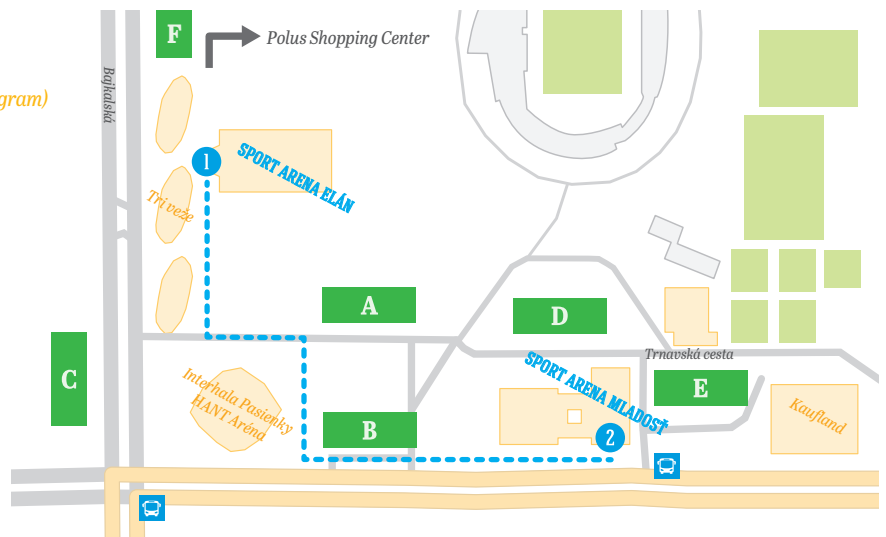 F
Polus Shopping Center
Bajkalská
gram)
1
SPORT ARENA ELÁN
Tri veže
A
D
C
Trnavská cesta
SPORT ARENA MLADOSŤ
E
Interhala Pasienky
HANT Aréna
B
Kaufland
2